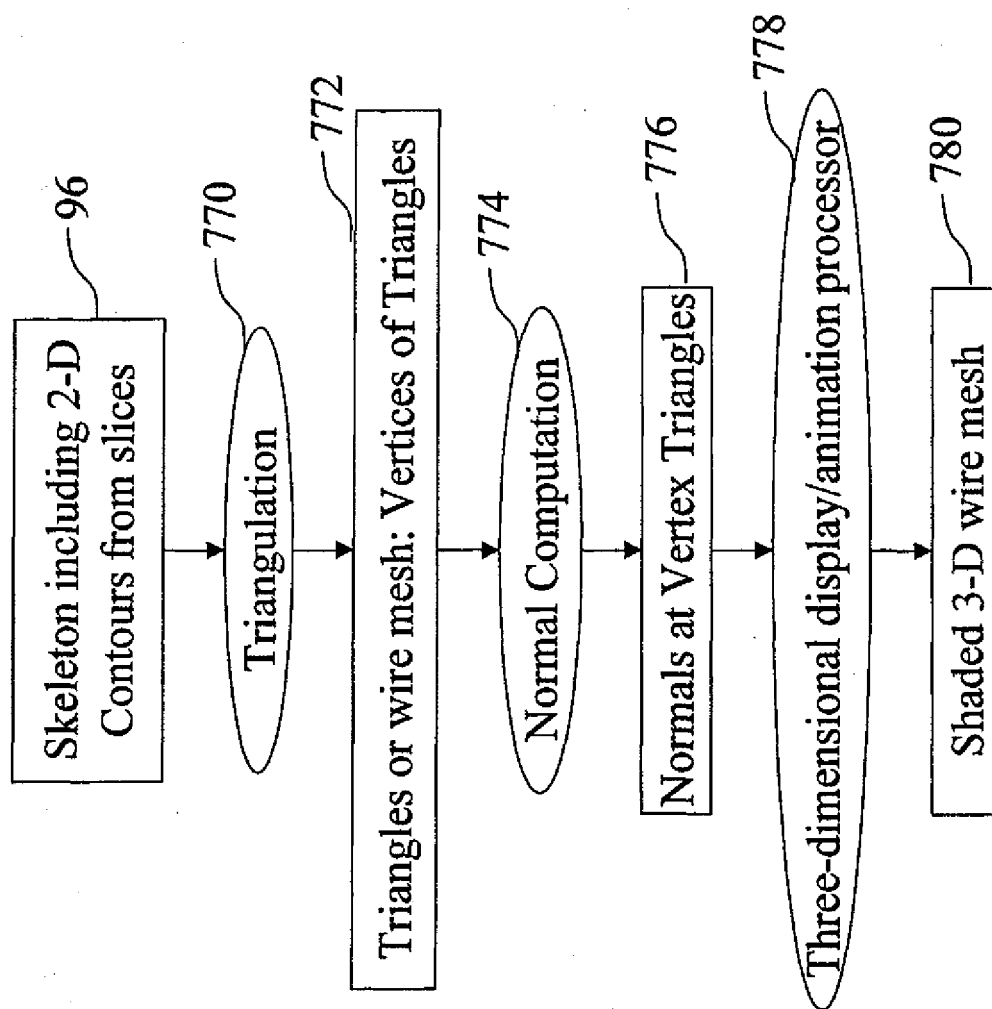 Skeleton including 2-D
Contours from slices
96
Triangulation
770
Triangles or wire mesh: Vertices of Triangles
772
Normal Computation
774
Normals at Vertex Triangles
776
Three-dimensional display/animation processor
778
Shaded 3-D wire mesh
780